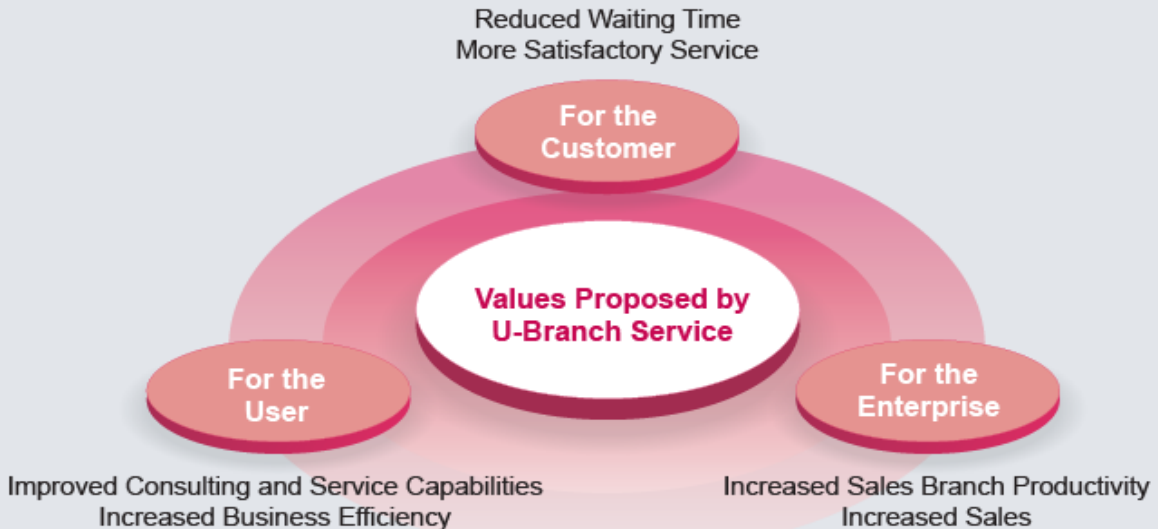 Reduced Waiting Time
More Satisfactory Service
For the
Customer
Values Proposed by
U-Branch Service
For the
User
For the
Enterprise
Improved Consulting and Service Capabilities
Increased Business Efficiency
Increased Sales Branch Productivity
Increased Sales